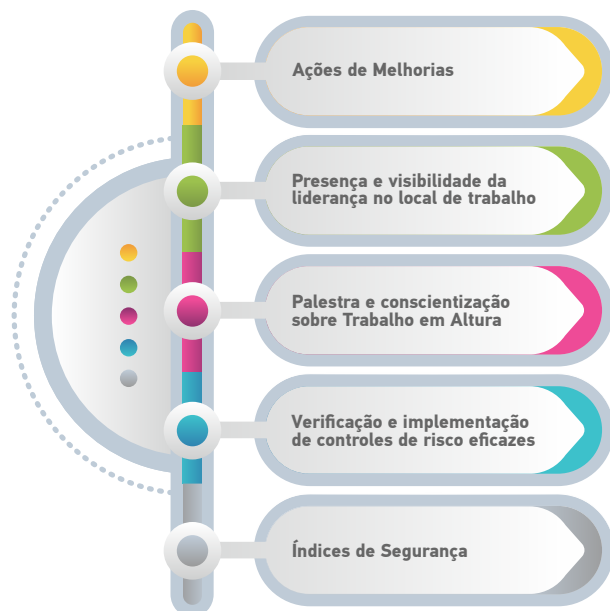 Ações de Melhorias
Presença e visibilidade da
liderança no local de trabalho
Palestra e conscientização
sobre Trabalho em Altura
Verificação e implementação
de controles de risco eficazes
Índices de Segurança